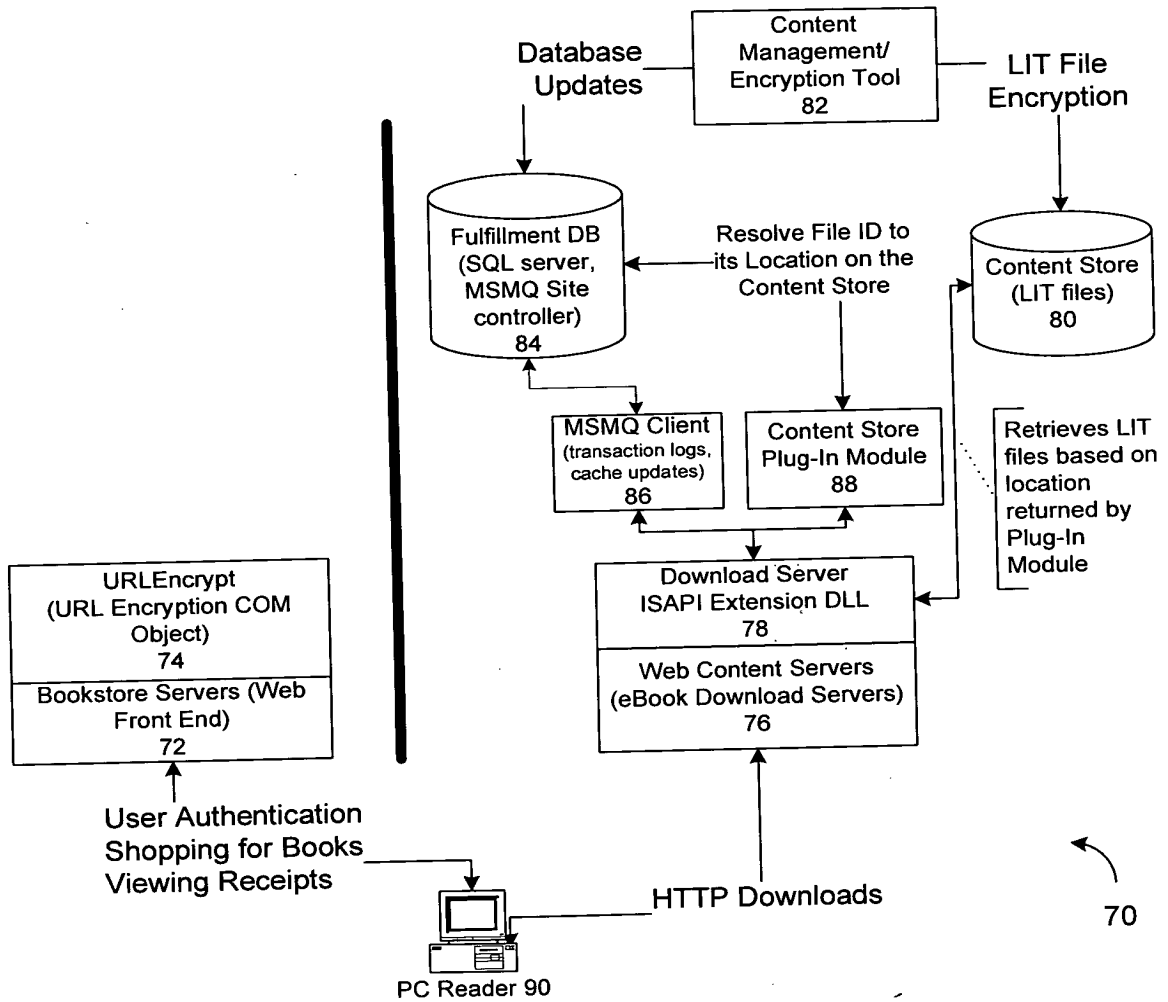 Content
Management/
Encryption Tool
82
Database
Updates
LIT File
Encryption
Fulfillment DB
(SQL server,
MSMQ Site
controller)
84
Resolve File ID to
its Location on the
Content Store
Content Store
(LIT files)
80
MSMQ Client
(transaction logs,
cache updates)
86
Content Store
Plug-In Module
88
Retrieves LIT
files based on
location
returned by
Plug-In
Module
URLEncrypt
(URL Encryption COM
Object)
74
Bookstore Servers (Web
Front End)
72
Download Server
ISAPI Extension DLL
78
Web Content Servers
(eBook Download Servers)
76
User Authentication
Shopping for Books
Viewing Receipts
HTTP Downloads
70
PC Reader 90